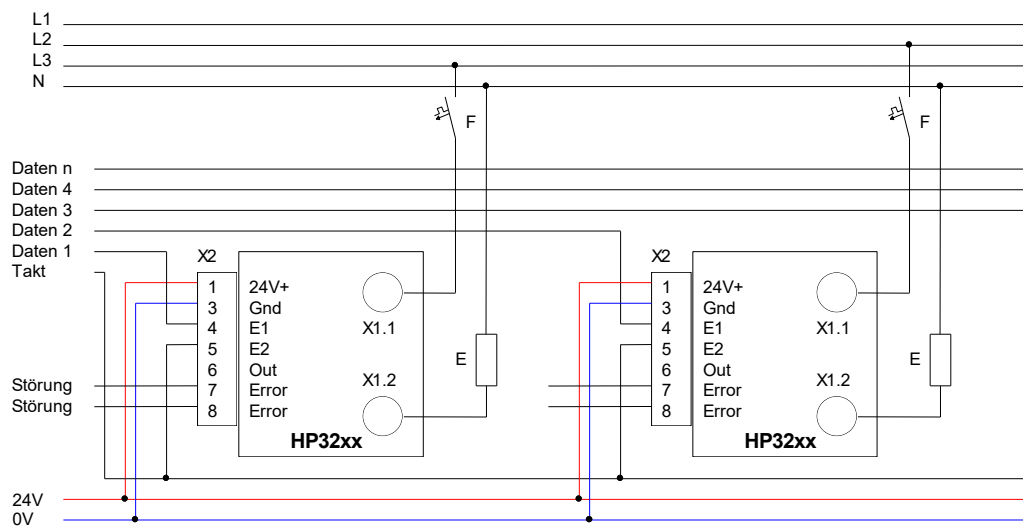 L1
L2
L3
N
F
F
Daten n
Daten 4
Daten 3
Daten 2
Daten 1
Takt
X2
1 24V+
3 Gnd
4 E1
5 E2
6 Out
7 Error
8 Error
X1.1
X1.2
HP32xx
E
X2
1 24V+
3 Gnd
4 E1
5 E2
6 Out
7 Error
8 Error
X1.1
X1.2
HP32xx
E
Störung
Störung
24V
0V